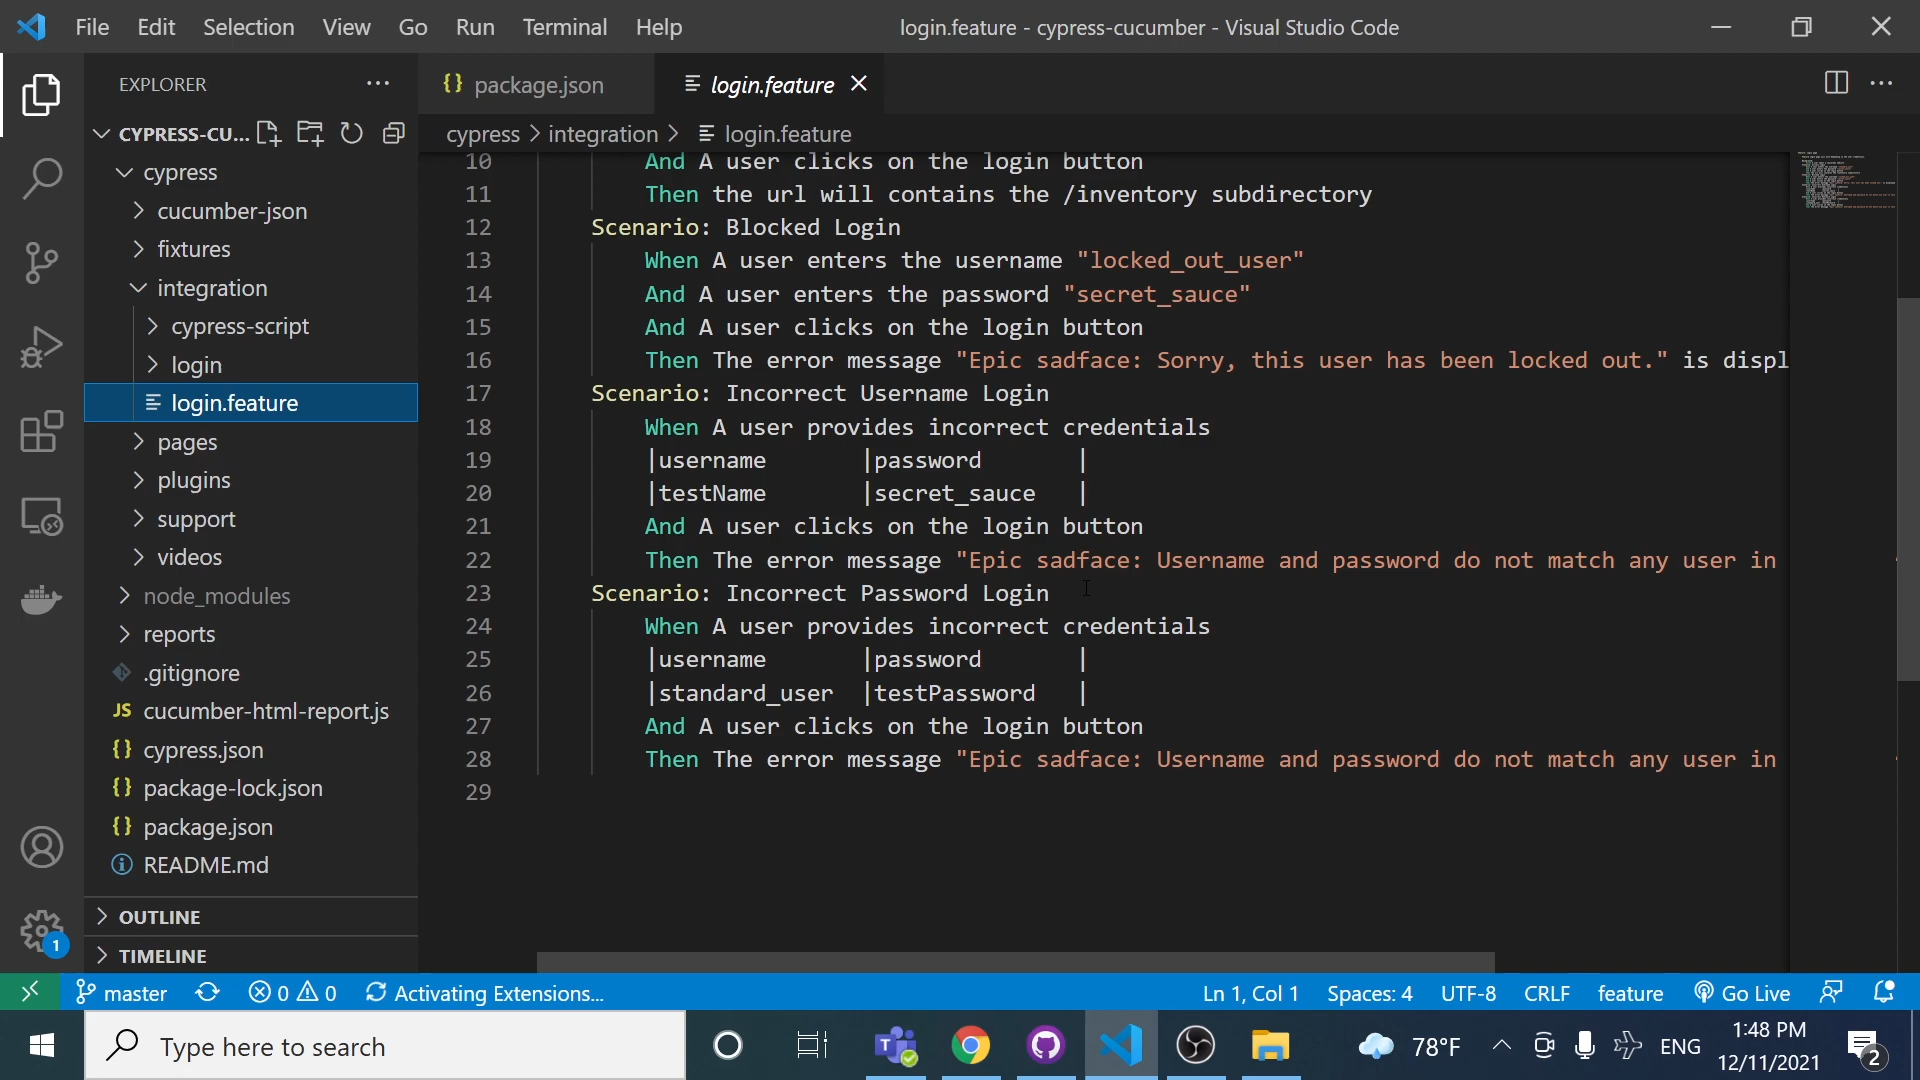 File Edit Selection View Go Run Terminal Help
login.feature - cypress-cucumber - Visual Studio Code
EXPLORER
package.json
login.feature
CYPRESS-CU...
cypress > integration > login.feature
cypress
cucumber-json
fixtures
integration
cypress-script
login
login.feature
pages
plugins
support
videos
node_modules
reports
.gitignore
JS cucumber-html-report.js
{} cypress.json
{} package-lock.json
{} package.json
README.md
OUTLINE
TIMELINE
10 And A user clicks on the login button
11 Then the url will contains the /inventory subdirectory
12 Scenario: Blocked Login
13 When A user enters the username "locked_out_user"
14 And A user enters the password "secret_sauce"
15 And A user clicks on the login button
16 Then The error message "Epic sadface: Sorry, this user has been locked out." is displ
17 Scenario: Incorrect Username Login
18 When A user provides incorrect credentials
19 |username |password |
20 |testName |secret_sauce |
21 And A user clicks on the login button
22 Then The error message "Epic sadface: Username and password do not match any user in
23 Scenario: Incorrect Password Login
24 When A user provides incorrect credentials
25 |username |password |
26 |standard_user |testPassword |
27 And A user clicks on the login button
28 Then The error message "Epic sadface: Username and password do not match any user in
29
1
master 0 0 Activating Extensions...
Ln 1, Col 1 Spaces: 4 UTF-8 CRLF feature Go Live
Type here to search
78°F ENG
1:48 PM
12/11/2021
2